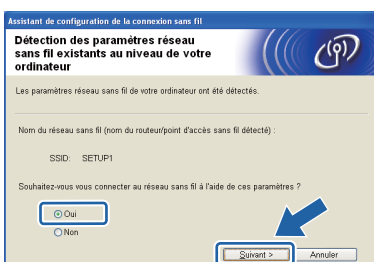 Assistant de configuration de la connexion sans fil
Détection des paramètres réseau
sans fil existants au niveau de votre
ordinateur
Les paramètres réseau sans fil de votre ordinateur ont été détectés.
Nom du réseau sans fil (nom du routeur/point d'accès sans fil détecté) :
SSID: SETUP1
Souhaitez-vous vous connecter au réseau sans fil à l'aide de ces paramètres ?
Oui
Non
Suivant > Annuler